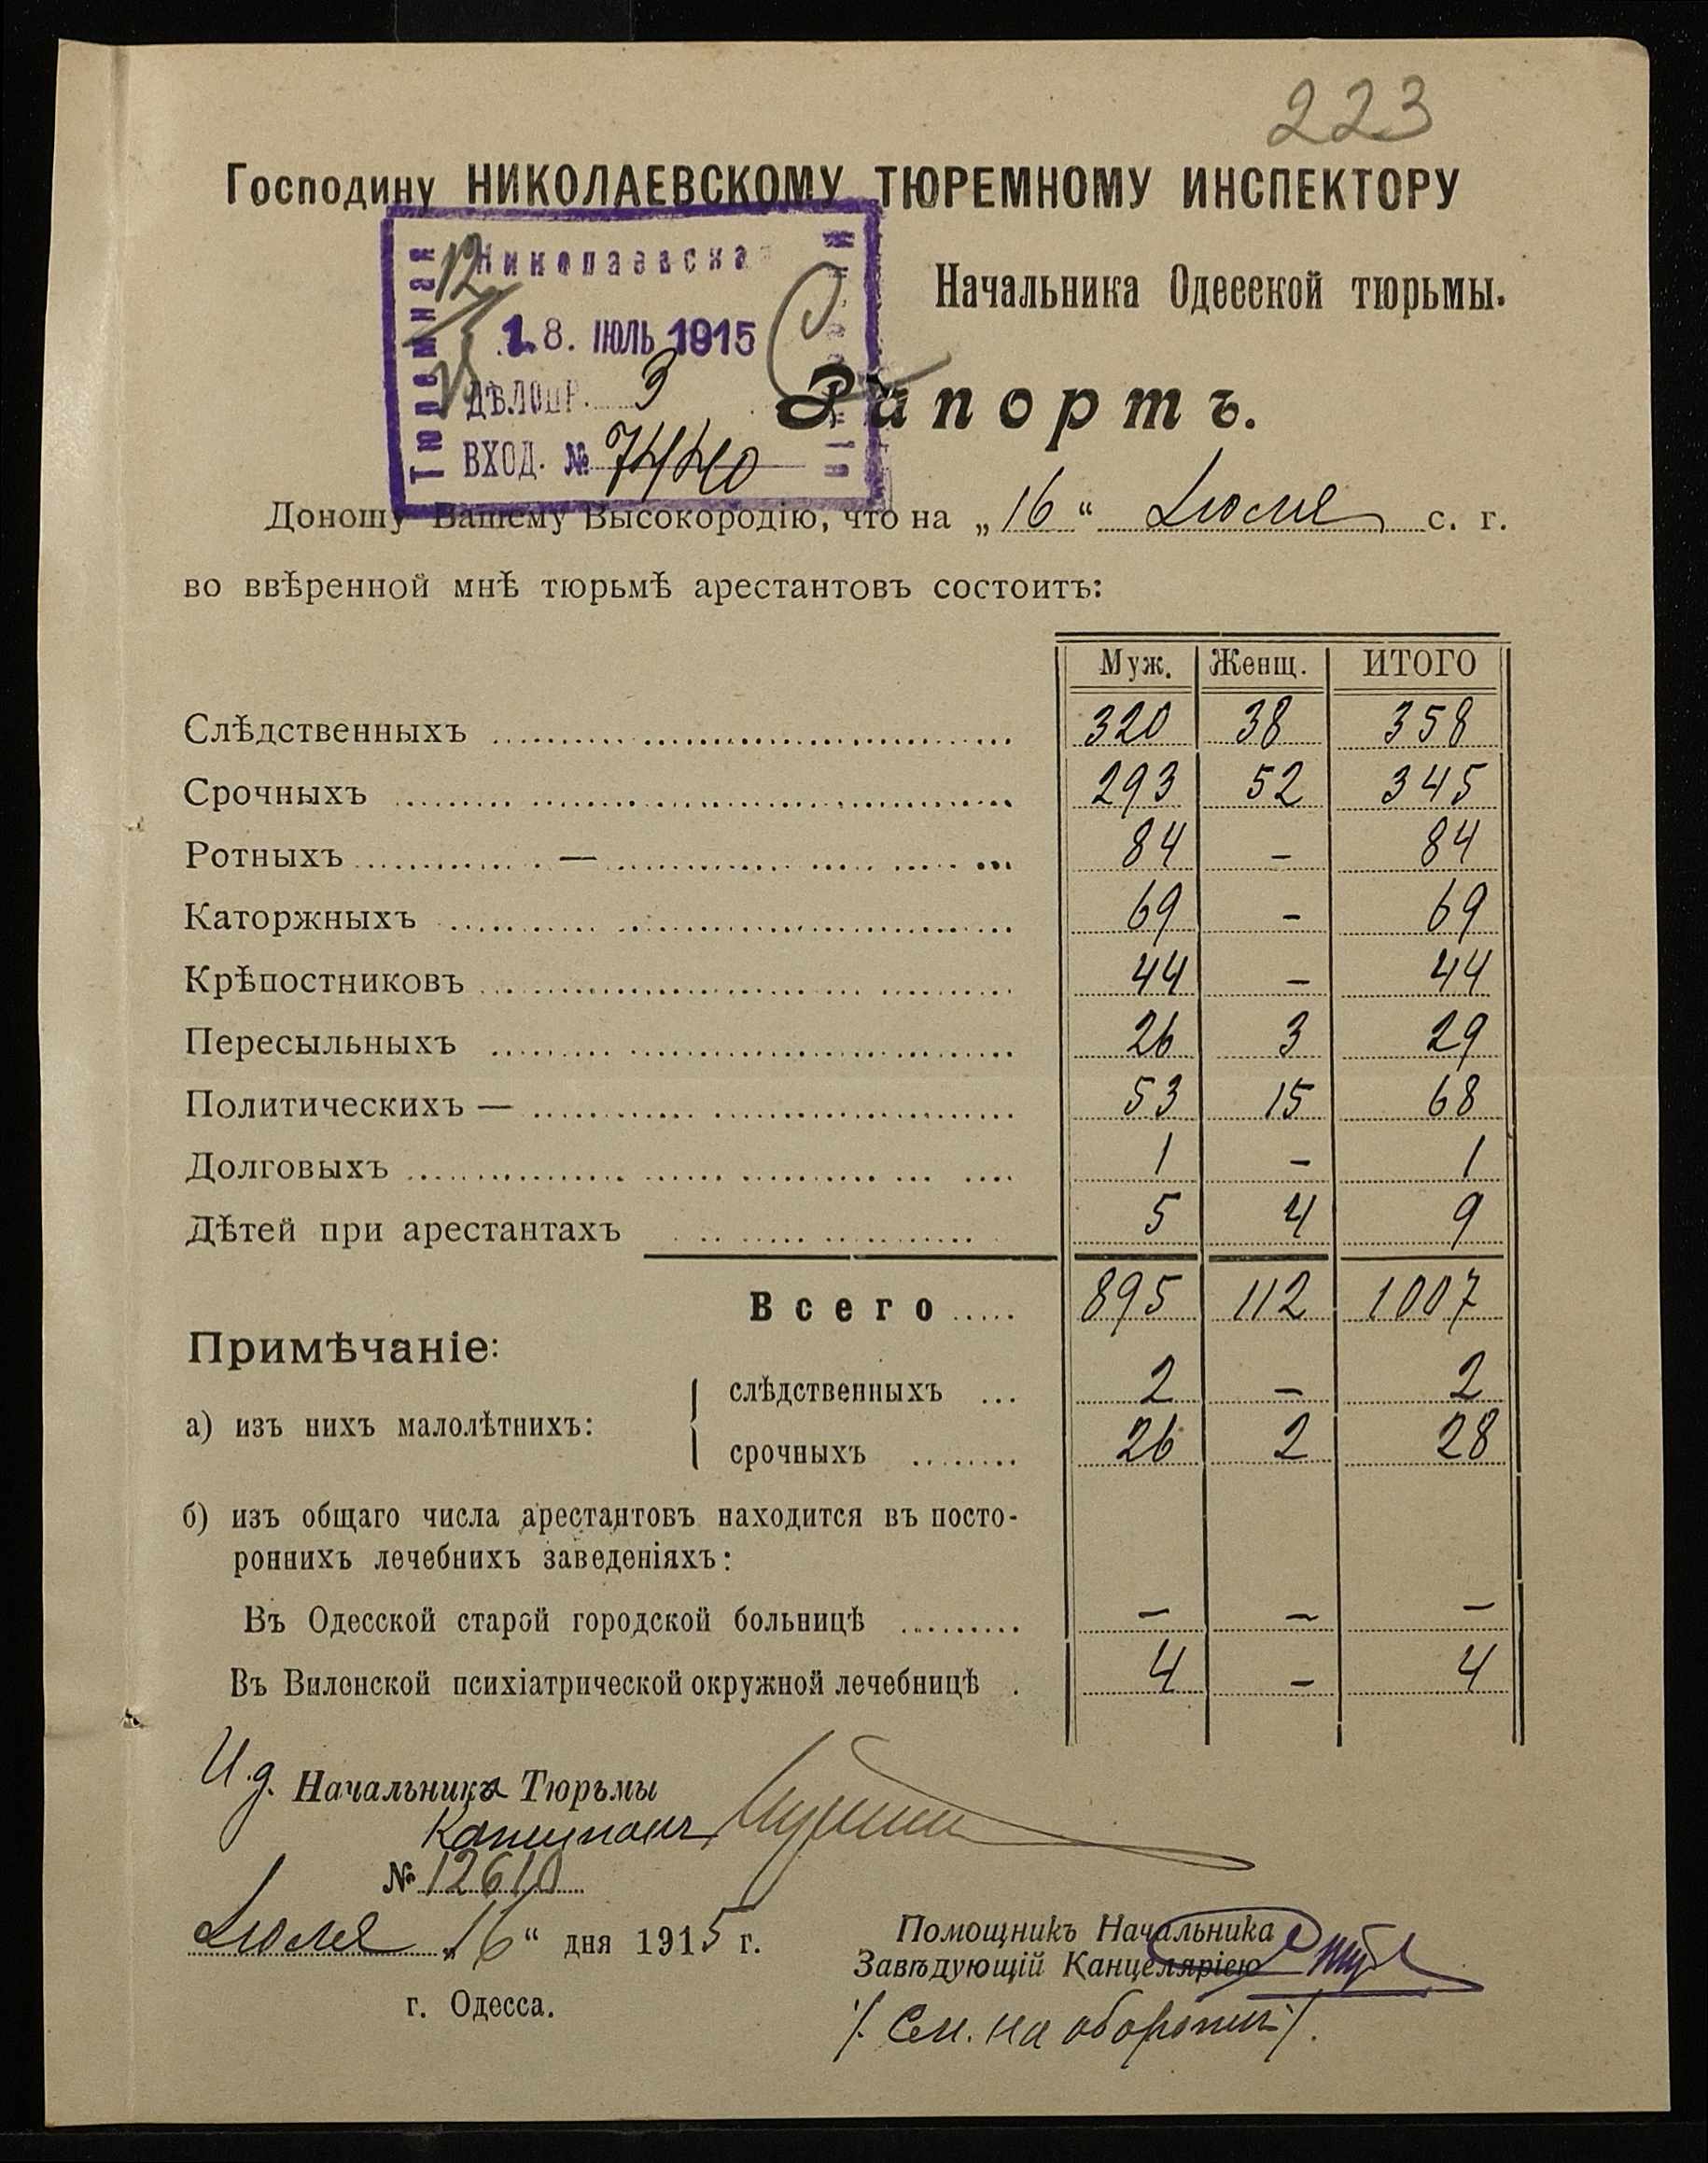 223
Господину НИКОЛАЕВСКОМУ ТЮРЕМНОМУ ИНСПЕКТОРУ
Начальника Одесской тюрьмы.
Николаевская
Тюремная
18. ІЮЛЬ 1915
ДѢЛОПР. 3
ВХОД. № 7440
Рапортъ.
Доношу Вашему Высокородію, что на „16“ Іюля с. г.
во ввѣренной мнѣ тюрьмѣ арестантовъ состоитъ:
Муж. Женщ. ИТОГО
Слѣдственныхъ 320 38 358
Срочныхъ 293 52 345
Ротныхъ — 84 - 84
Каторжныхъ 69 - 69
Крѣпостниковъ 44 - 44
Пересыльныхъ 26 3 29
Политическихъ — 53 15 68
Долговыхъ 1 - 1
Дѣтей при арестантахъ 5 4 9
Всего 895 112 1007
Примѣчаніе:
а) изъ нихъ малолѣтнихъ:
слѣдственныхъ 2 - 2
срочныхъ 26 2 28
б) изъ общаго числа арестантовъ находится въ посто-
роннихъ лечебнихъ заведеніяхъ:
Въ Одесской старой городской больницѣ - - -
Въ Виленской психіатрической окружной лечебницѣ 4 - 4
И.д. Начальника Тюрьмы
Капитанъ
№ 12610
Іюля „16“ дня 1915 г.
г. Одесса.
Помощникъ Начальника
Завѣдующій Канцеляріею
/. См. на оборотѣ /.